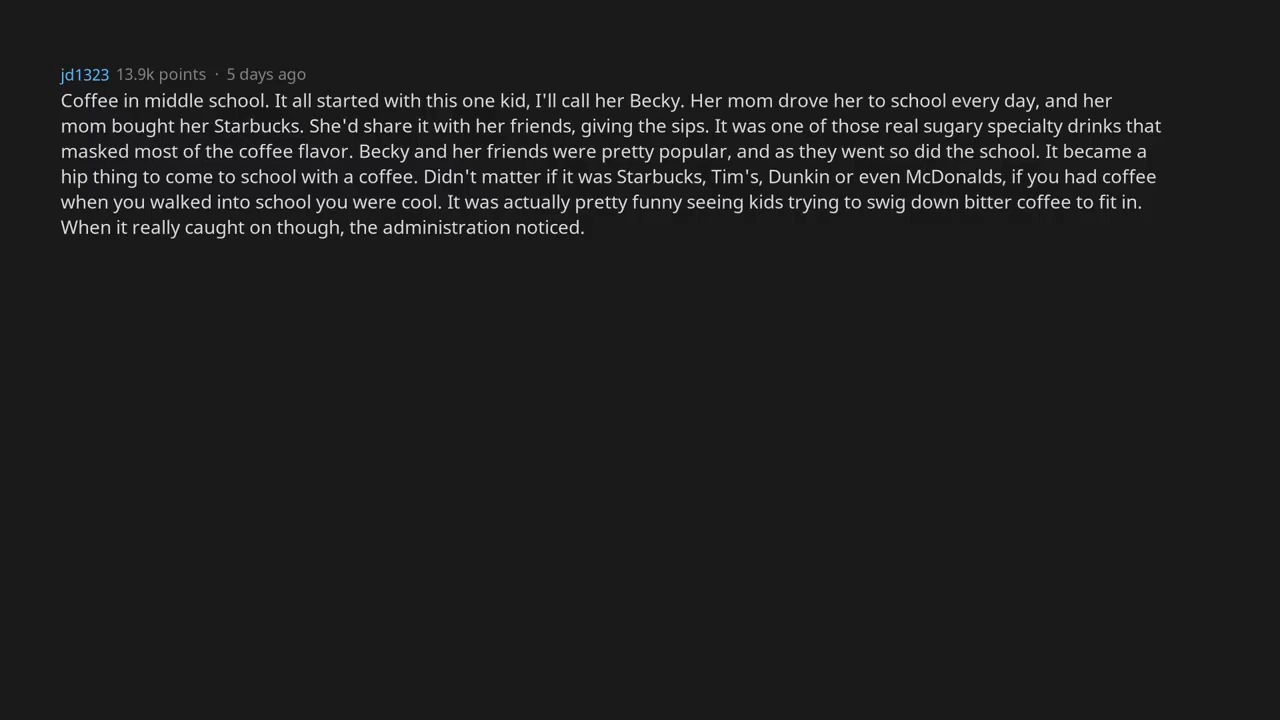 jd1323 13.9k points · 5 days ago
Coffee in middle school. It all started with this one kid, I'll call her Becky. Her mom drove her to school every day, and her
mom bought her Starbucks. She'd share it with her friends, giving the sips. It was one of those real sugary specialty drinks that
masked most of the coffee flavor. Becky and her friends were pretty popular, and as they went so did the school. It became a
hip thing to come to school with a coffee. Didn't matter if it was Starbucks, Tim's, Dunkin or even McDonalds, if you had coffee
when you walked into school you were cool. It was actually pretty funny seeing kids trying to swig down bitter coffee to fit in.
When it really caught on though, the administration noticed.